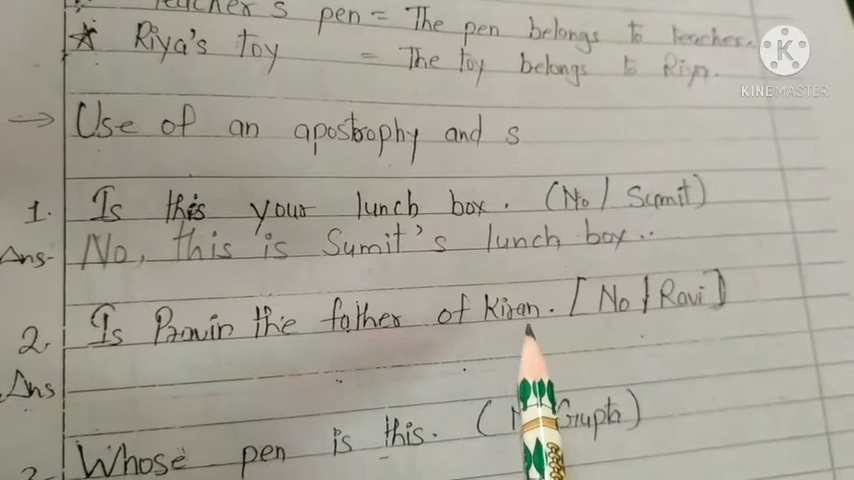 Teacher's pen = The pen belongs to teacher.
* Riya's toy = The toy belongs to Riya.
KINEMASTER
→ Use of an apostrophy and s
1. Is this your lunch box. (No / Sumit)
Ans- No, this is Sumit's lunch box..
2. Is Pravin the father of Kiran. [No / Ravi]
Ans
Whose pen is this. ( Gupta)